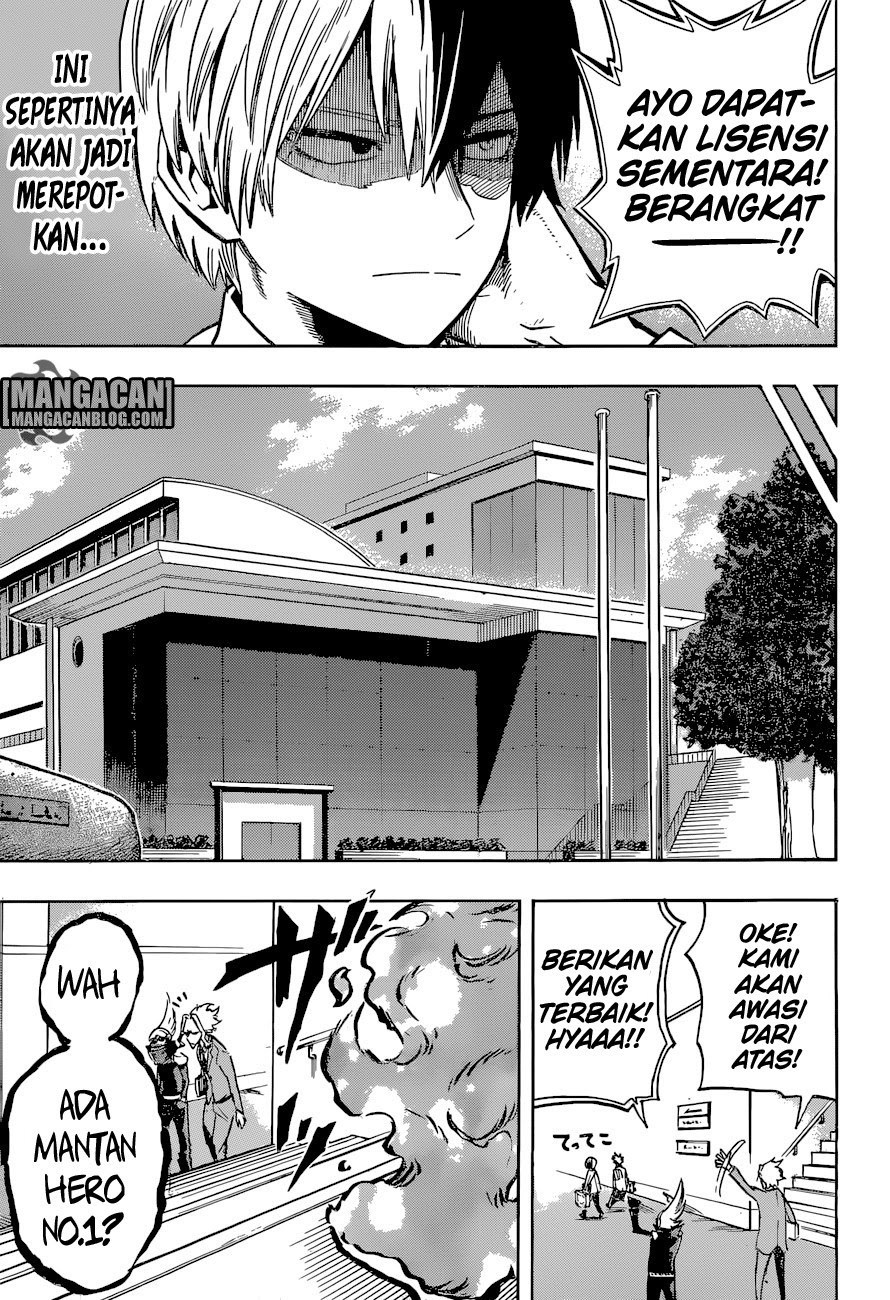 AYO DAPAT-
KAN LISENSI
SEMENTARA!
BERANGKAT
!!
INI
SEPERTINYA
AKAN JADI
MEREPOT-
KAN...
MANGACAN
MANGACANBLOG.COM
OKE!
KAMI
AKAN
AWASI
DARI
ATAS!
BERIKAN
YANG
TERBAIK!
HYAAA!!
てってこ
WAH
ADA
MANTAN
HERO
NO.1?